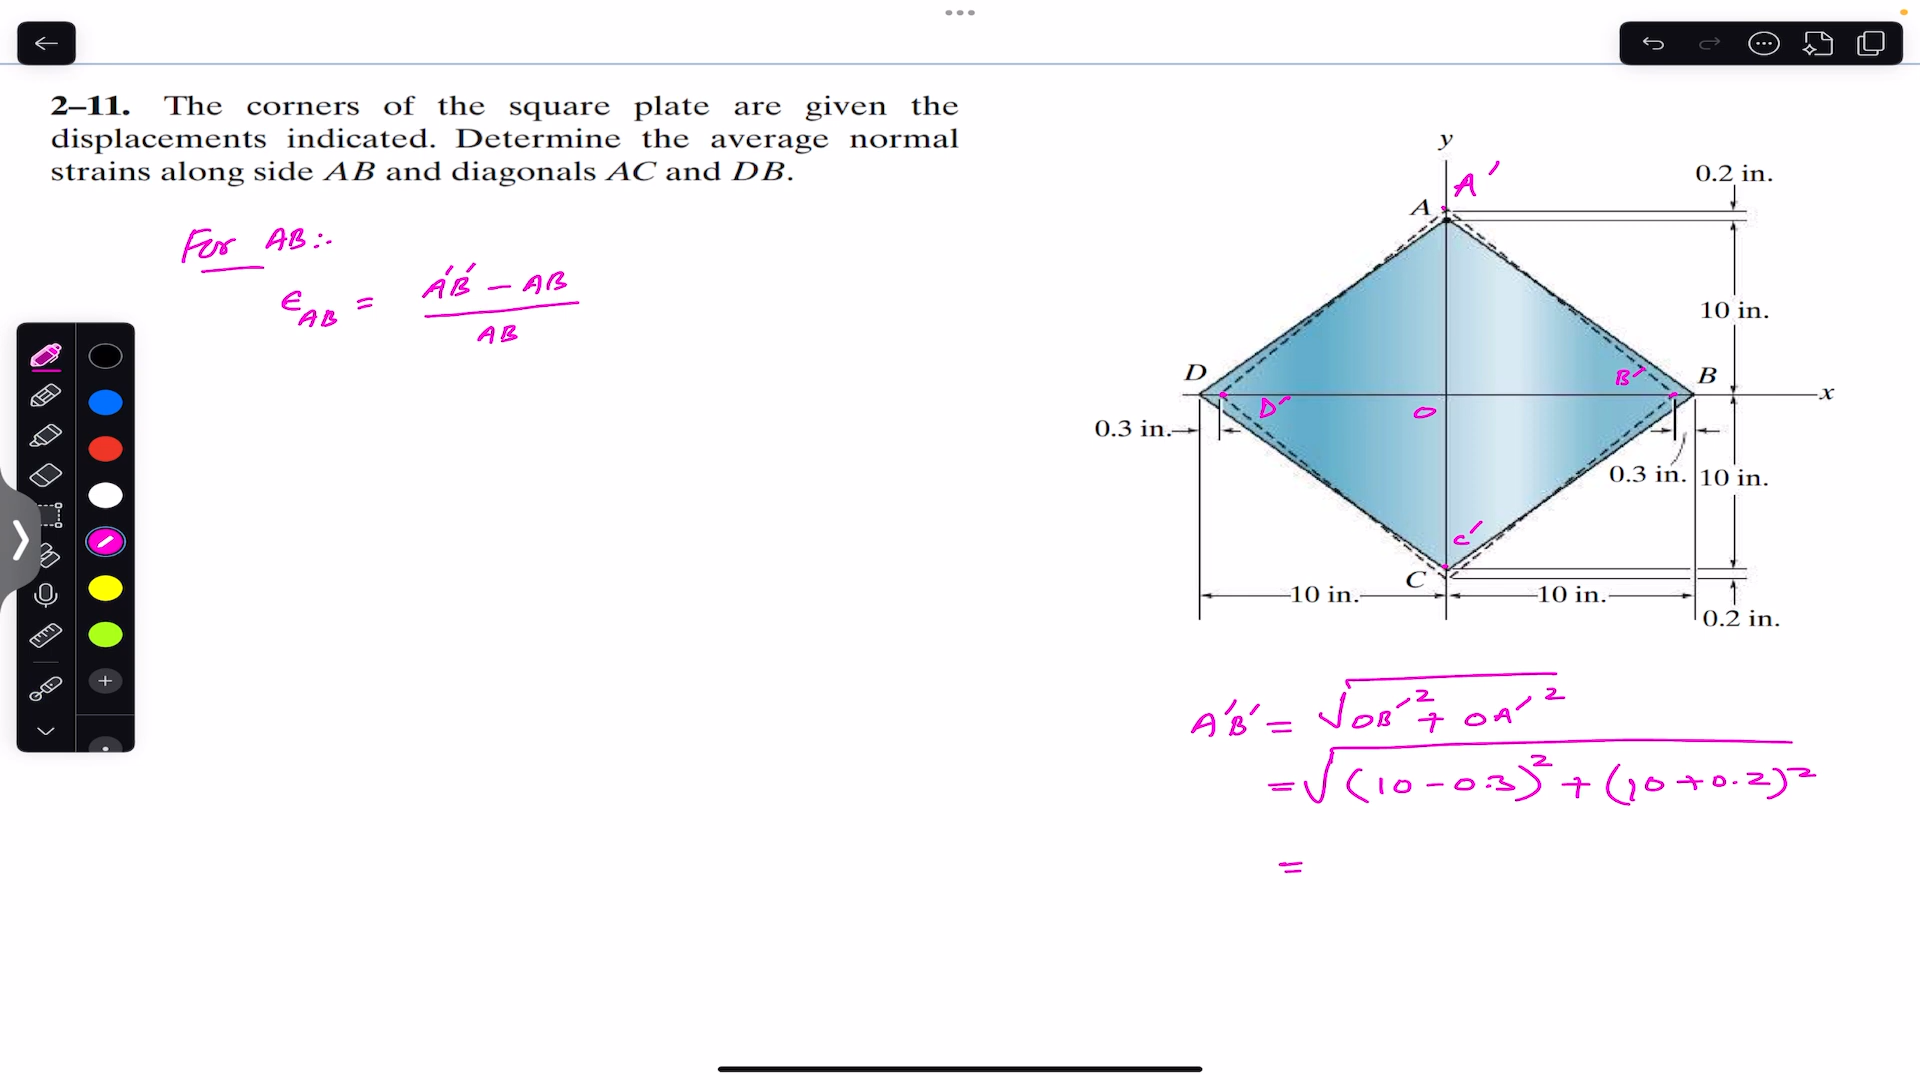 2–11. The corners of the square plate are given the
displacements indicated. Determine the average normal
strains along side AB and diagonals AC and DB.
For AB:-
ϵ_AB = (A'B' - AB) / AB
y
A'
A
0.2 in.
10 in.
D
B'
B
x
D'
O
0.3 in.
0.3 in.
10 in.
C'
C
10 in.
10 in.
0.2 in.
A'B' = √(OB'² + OA'²)
= √((10 - 0.3)² + (10 + 0.2)²)
=